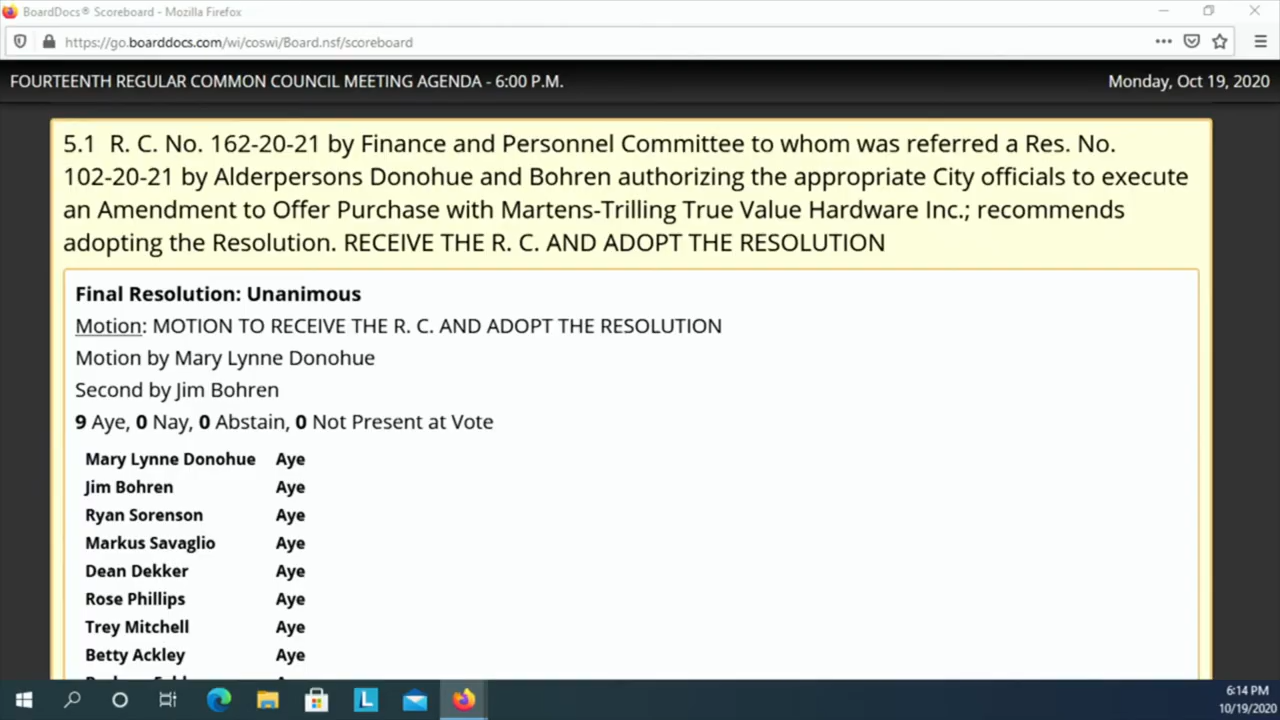 BoardDocs® Scoreboard - Mozilla Firefox
https://go.boarddocs.com/wi/coswi/Board.nsf/scoreboard
FOURTEENTH REGULAR COMMON COUNCIL MEETING AGENDA - 6:00 P.M.
Monday, Oct 19, 2020
5.1 R. C. No. 162-20-21 by Finance and Personnel Committee to whom was referred a Res. No.
102-20-21 by Alderpersons Donohue and Bohren authorizing the appropriate City officials to execute
an Amendment to Offer Purchase with Martens-Trilling True Value Hardware Inc.; recommends
adopting the Resolution. RECEIVE THE R. C. AND ADOPT THE RESOLUTION
Final Resolution: Unanimous
Motion: MOTION TO RECEIVE THE R. C. AND ADOPT THE RESOLUTION
Motion by Mary Lynne Donohue
Second by Jim Bohren
9 Aye, 0 Nay, 0 Abstain, 0 Not Present at Vote
Mary Lynne Donohue Aye
Jim Bohren Aye
Ryan Sorenson Aye
Markus Savaglio Aye
Dean Dekker Aye
Rose Phillips Aye
Trey Mitchell Aye
Betty Ackley Aye
L
6:14 PM
10/19/2020